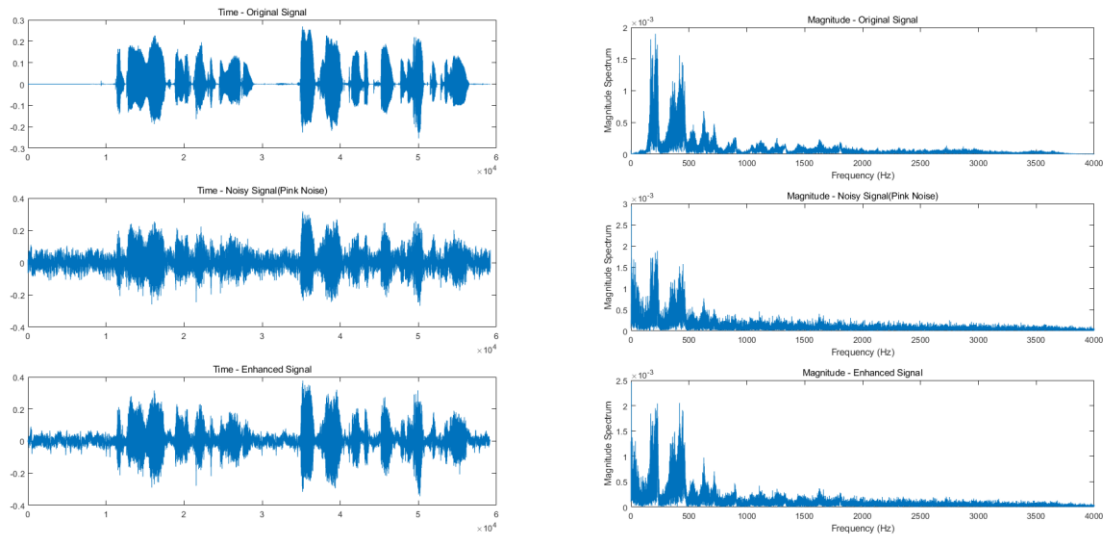 Time - Original Signal
0.3
0.2
0.1
0
-0.1
-0.2
-0.3
0 1 2 3 4 5 6
×10^4
Time - Noisy Signal(Pink Noise)
0.4
0.2
0
-0.2
-0.4
0 1 2 3 4 5 6
×10^4
Time - Enhanced Signal
0.4
0.2
0
-0.2
-0.4
0 1 2 3 4 5 6
×10^4
Magnitude - Original Signal
×10^-3
2
1.5
1
0.5
0
Magnitude Spectrum
0 500 1000 1500 2000 2500 3000 3500 4000
Frequency (Hz)
Magnitude - Noisy Signal(Pink Noise)
×10^-3
3
2.5
2
1.5
1
0.5
0
Magnitude Spectrum
0 500 1000 1500 2000 2500 3000 3500 4000
Frequency (Hz)
Magnitude - Enhanced Signal
×10^-3
2.5
2
1.5
1
0.5
0
Magnitude Spectrum
0 500 1000 1500 2000 2500 3000 3500 4000
Frequency (Hz)